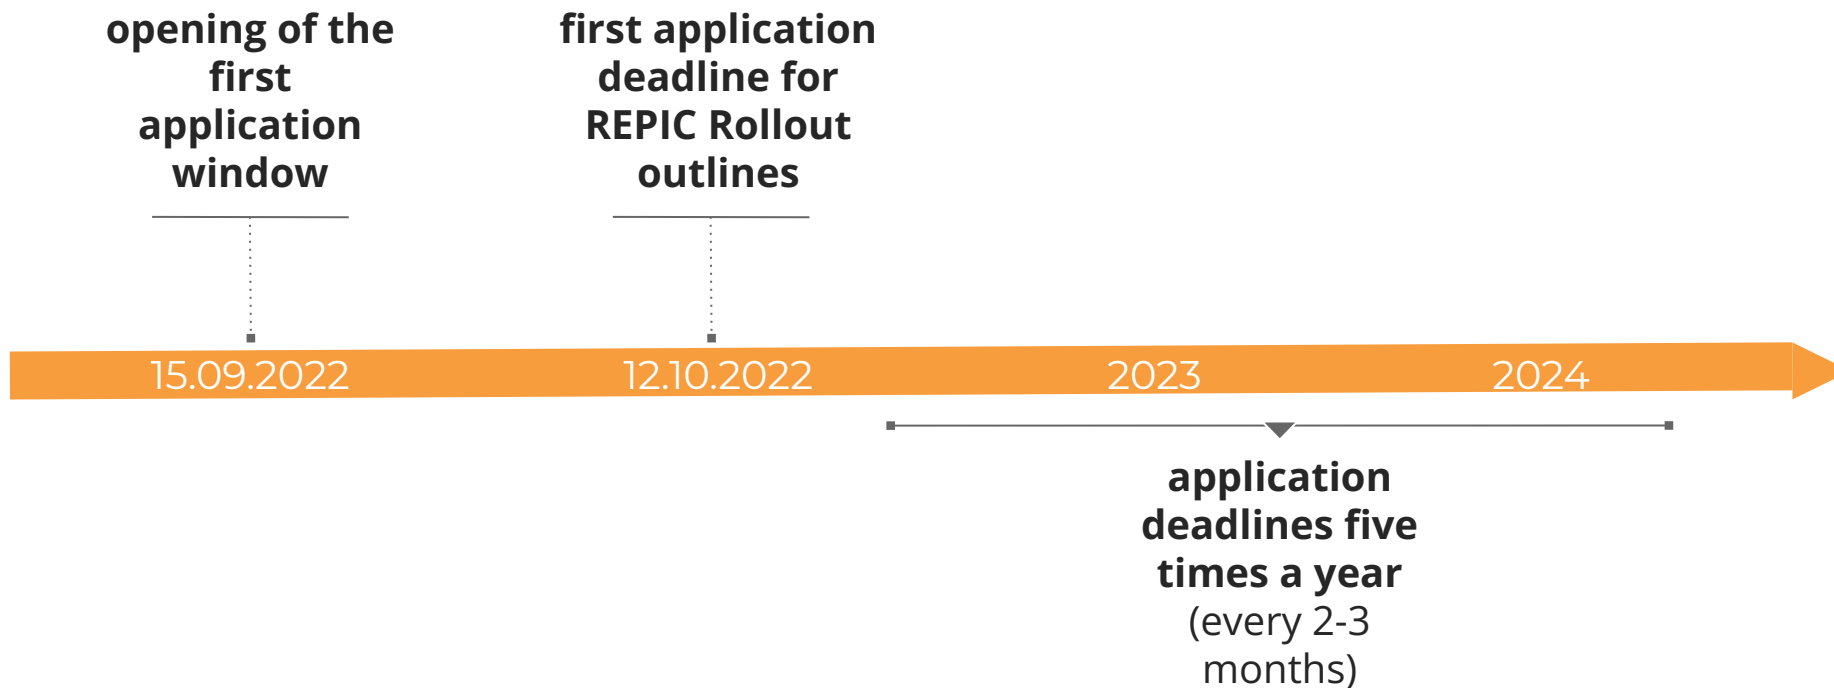 opening of the
first
application
window
first application
deadline for
REPIC Rollout
outlines
15.09.2022
12.10.2022
2023
2024
application
deadlines five
times a year
(every 2-3
months)